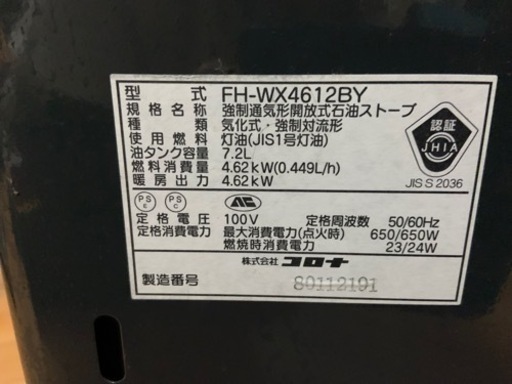 型式 FH-WX4612BY
規格名称 強制通気形開放式石油ストーブ
種類 気化式・強制対流形
使用燃料 灯油(JIS1号灯油)
油タンク容量 7.2L
燃料消費量 4.62kW(0.449L/h)
暖房出力 4.62kW
認証
JHIA
JIS S 2036
PS E
PS C
定格電圧 100V 定格周波数 50/60Hz
定格消費電力 最大消費電力(点火時) 650/650W
燃焼時消費電力 23/24W
株式会社 コロナ
製造番号 80112191